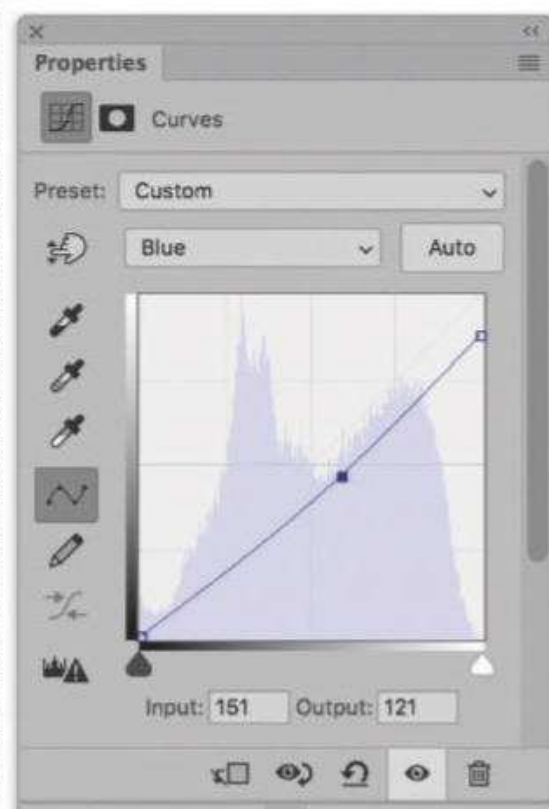 Properties
Curves
Preset: Custom
Blue Auto
Input: 151 Output: 121